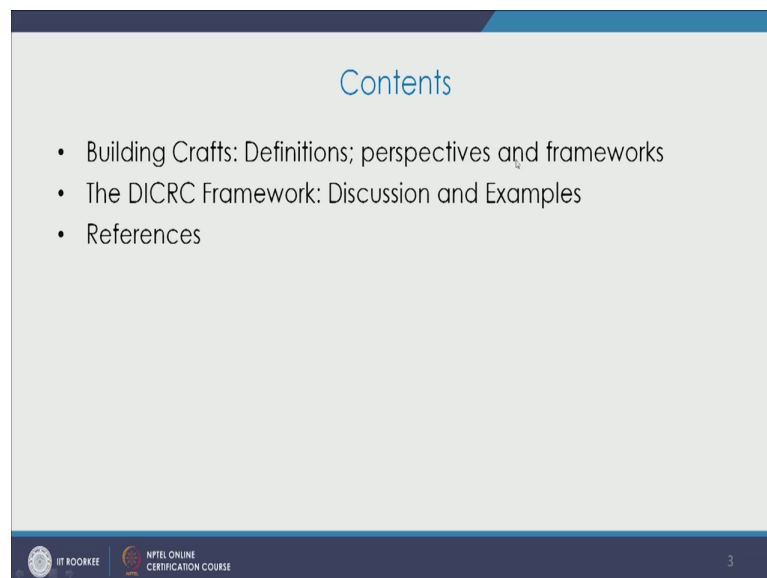 Contents
• Building Crafts: Definitions; perspectives and frameworks
• The DICRC Framework: Discussion and Examples
• References
IIT ROORKEE
NPTEL ONLINE
CERTIFICATION COURSE
3